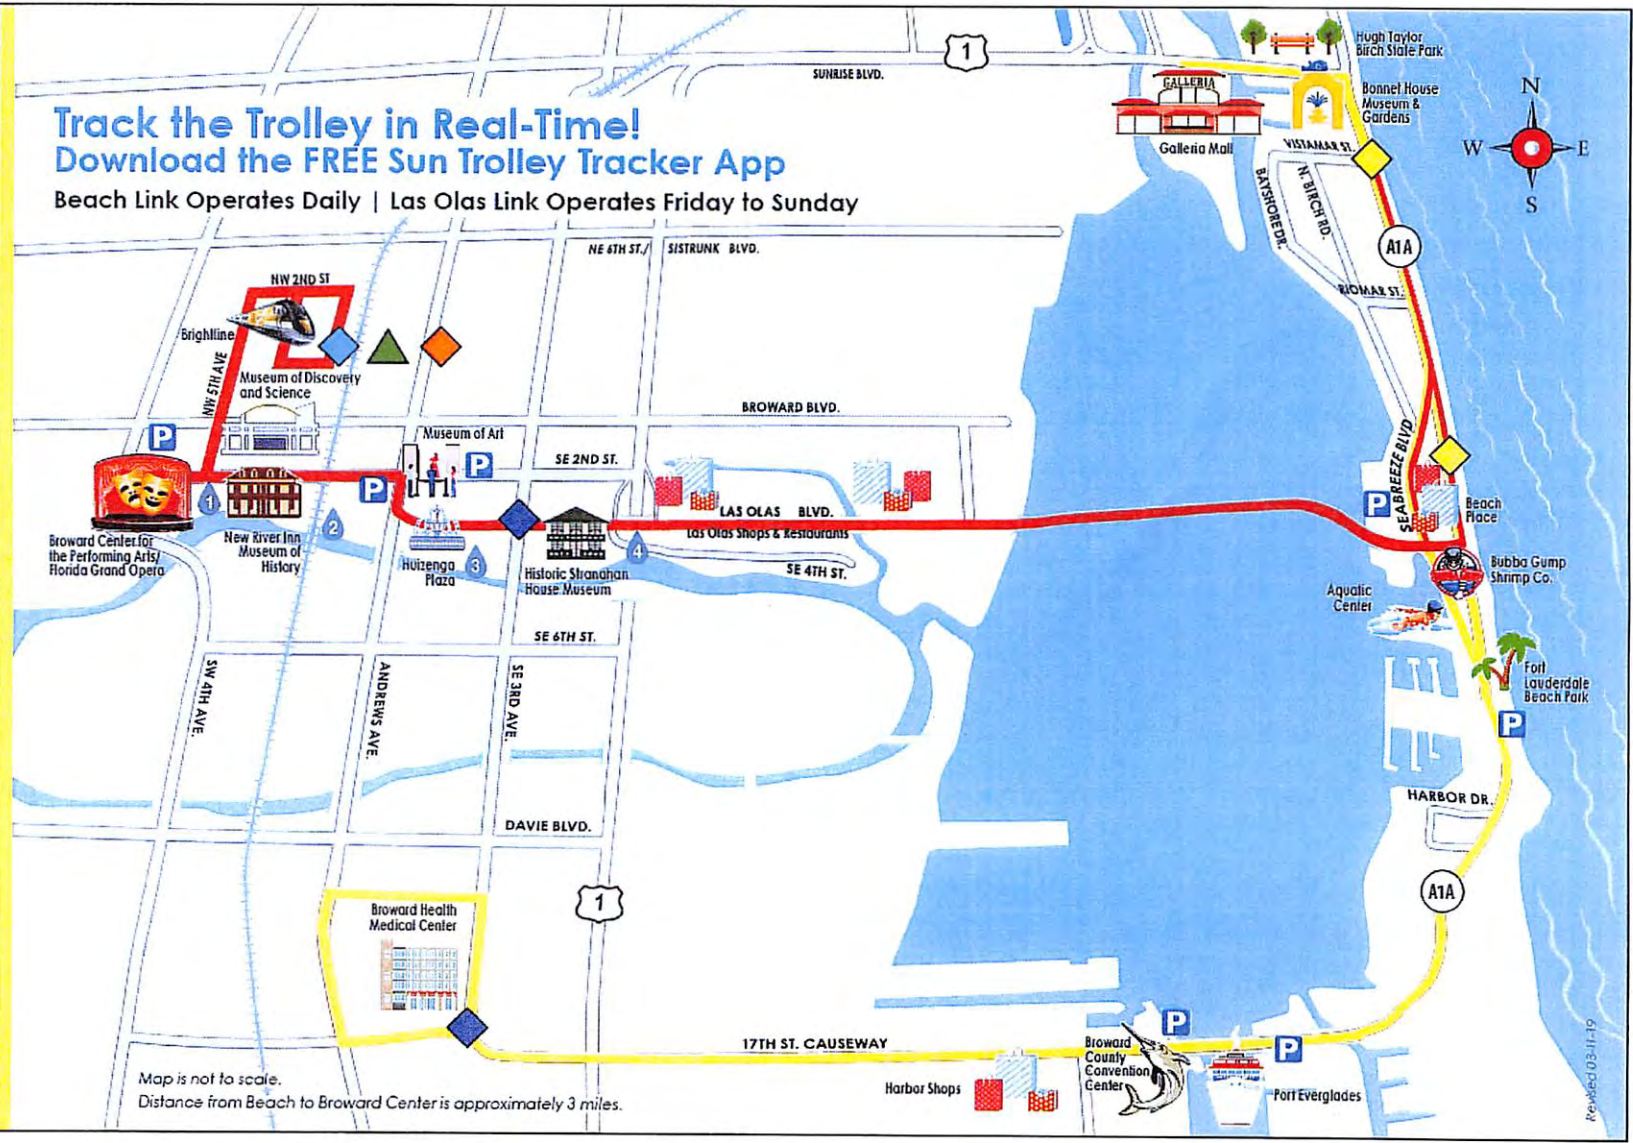 1
SUNRISE BLVD.
Hugh Taylor
Birch State Park
GALLERIA
Galleria Mall
Bonnet House
Museum &
Gardens
Track the Trolley in Real-Time!
Download the FREE Sun Trolley Tracker App
Beach Link Operates Daily | Las Olas Link Operates Friday to Sunday
N
W
E
S
VISTAMAR ST.
BAYSHORE DR.
N. BIRCH RD.
A1A
RIOMAR ST.
NE 6TH ST./ SISTRUNK BLVD.
NW 2ND ST
Brightline
NW 5TH AVE
Museum of Discovery
and Science
BROWARD BLVD.
P
Museum of Art
P
SE 2ND ST.
P
1
2
3
4
Broward Center for
the Performing Arts/
Florida Grand Opera
New River Inn
Museum of
History
Huizenga
Plaza
Historic Stranahan
House Museum
LAS OLAS BLVD.
Las Olas Shops & Restaurants
SE 4TH ST.
SEABREEZE BLVD
P
Beach
Place
Bubba Gump
Shrimp Co.
Aquatic
Center
Fort
Lauderdale
Beach Park
P
SE 6TH ST.
SW 4TH AVE.
ANDREWS AVE.
SE 3RD AVE.
HARBOR DR.
DAVIE BLVD.
A1A
1
Broward Health
Medical Center
17TH ST. CAUSEWAY
Harbor Shops
Broward
County
Convention
Center
P
P
Port Everglades
Map is not to scale.
Distance from Beach to Broward Center is approximately 3 miles.
Revised 03-11-19